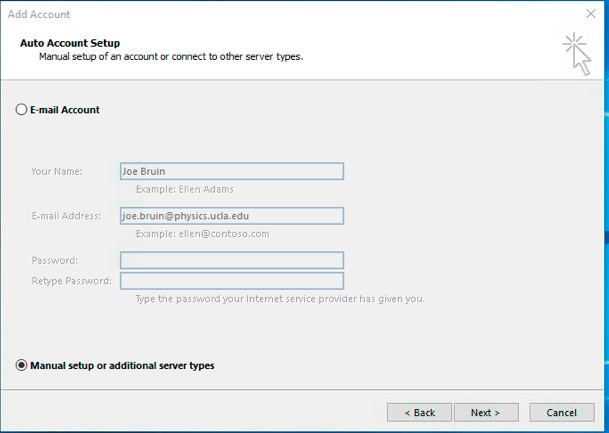 Add Account
Auto Account Setup
Manual setup of an account or connect to other server types.
E-mail Account
Your Name: Joe Bruin
Example: Ellen Adams
E-mail Address: joe.bruin@physics.ucla.edu
Example: ellen@contoso.com
Password:
Retype Password:
Type the password your Internet service provider has given you.
Manual setup or additional server types
< Back Next > Cancel